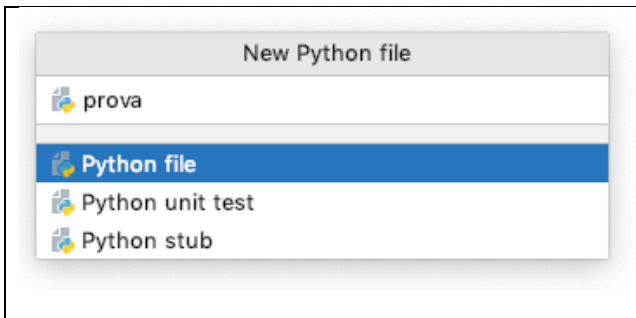 New Python file
prova
Python file
Python unit test
Python stub